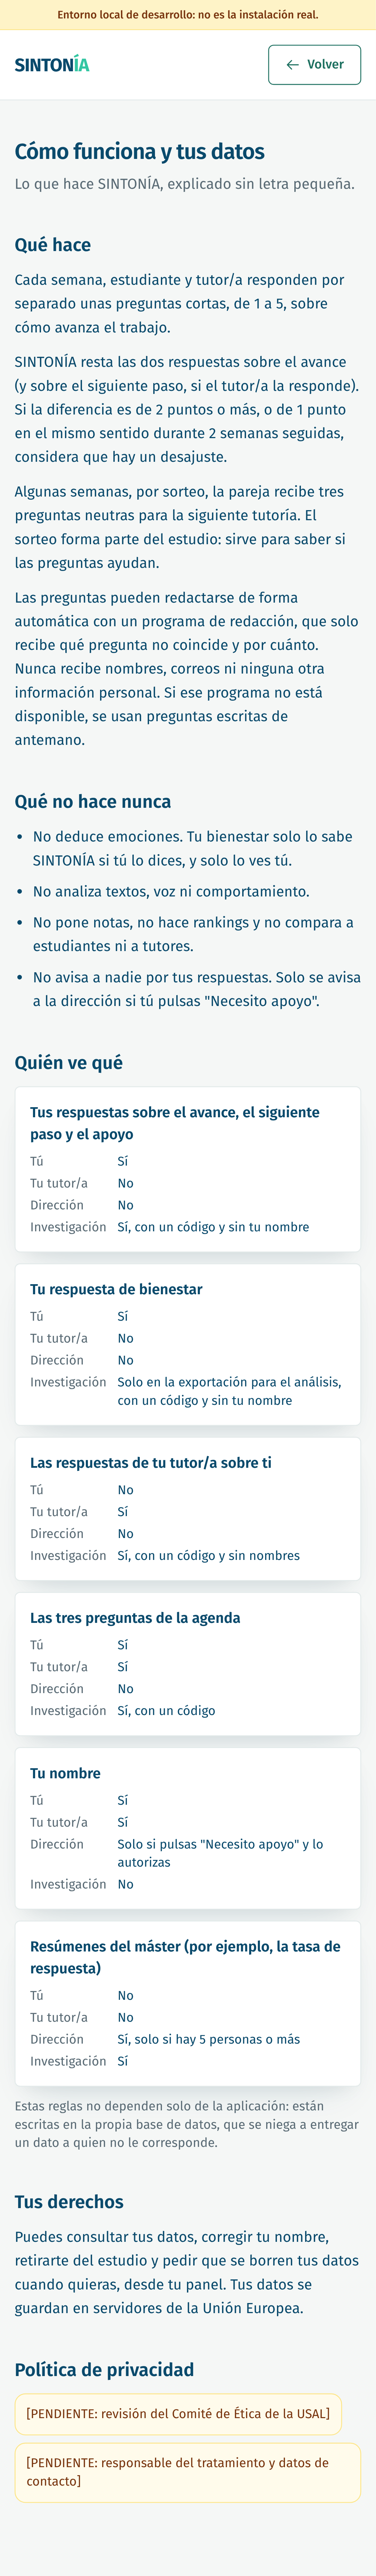 Entorno local de desarrollo: no es la instalación real.
SINTONÍA
← Volver
Cómo funciona y tus datos
Lo que hace SINTONÍA, explicado sin letra pequeña.
Qué hace
Cada semana, estudiante y tutor/a responden por
separado unas preguntas cortas, de 1 a 5, sobre
cómo avanza el trabajo.
SINTONÍA resta las dos respuestas sobre el avance
(y sobre el siguiente paso, si el tutor/a la responde).
Si la diferencia es de 2 puntos o más, o de 1 punto
en el mismo sentido durante 2 semanas seguidas,
considera que hay un desajuste.
Algunas semanas, por sorteo, la pareja recibe tres
preguntas neutras para la siguiente tutoría. El
sorteo forma parte del estudio: sirve para saber si
las preguntas ayudan.
Las preguntas pueden redactarse de forma
automática con un programa de redacción, que solo
recibe qué pregunta no coincide y por cuánto.
Nunca recibe nombres, correos ni ninguna otra
información personal. Si ese programa no está
disponible, se usan preguntas escritas de
antemano.
Qué no hace nunca
• No deduce emociones. Tu bienestar solo lo sabe
SINTONÍA si tú lo dices, y solo lo ves tú.
• No analiza textos, voz ni comportamiento.
• No pone notas, no hace rankings y no compara a
estudiantes ni a tutores.
• No avisa a nadie por tus respuestas. Solo se avisa
a la dirección si tú pulsas "Necesito apoyo".
Quién ve qué
Tus respuestas sobre el avance, el siguiente
paso y el apoyo
Tú Sí
Tu tutor/a No
Dirección No
Investigación Sí, con un código y sin tu nombre
Tu respuesta de bienestar
Tú Sí
Tu tutor/a No
Dirección No
Investigación Solo en la exportación para el análisis,
con un código y sin tu nombre
Las respuestas de tu tutor/a sobre ti
Tú No
Tu tutor/a Sí
Dirección No
Investigación Sí, con un código y sin nombres
Las tres preguntas de la agenda
Tú Sí
Tu tutor/a Sí
Dirección No
Investigación Sí, con un código
Tu nombre
Tú Sí
Tu tutor/a Sí
Dirección Solo si pulsas "Necesito apoyo" y lo
autorizas
Investigación No
Resúmenes del máster (por ejemplo, la tasa de
respuesta)
Tú No
Tu tutor/a No
Dirección Sí, solo si hay 5 personas o más
Investigación Sí
Estas reglas no dependen solo de la aplicación: están
escritas en la propia base de datos, que se niega a entregar
un dato a quien no le corresponde.
Tus derechos
Puedes consultar tus datos, corregir tu nombre,
retirarte del estudio y pedir que se borren tus datos
cuando quieras, desde tu panel. Tus datos se
guardan en servidores de la Unión Europea.
Política de privacidad
[PENDIENTE: revisión del Comité de Ética de la USAL]
[PENDIENTE: responsable del tratamiento y datos de
contacto]